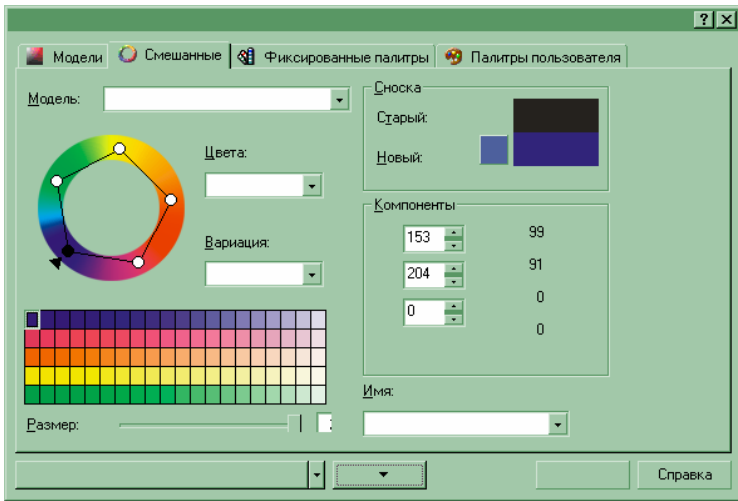 ? ×
Модели Смешанные Фиксированные палитры Палитры пользователя
Модель:
Сноска
Старый:
Новый:
Цвета:
Вариация:
Компоненты
153 99
204 91
0 0
0
Имя:
Размер:
Справка